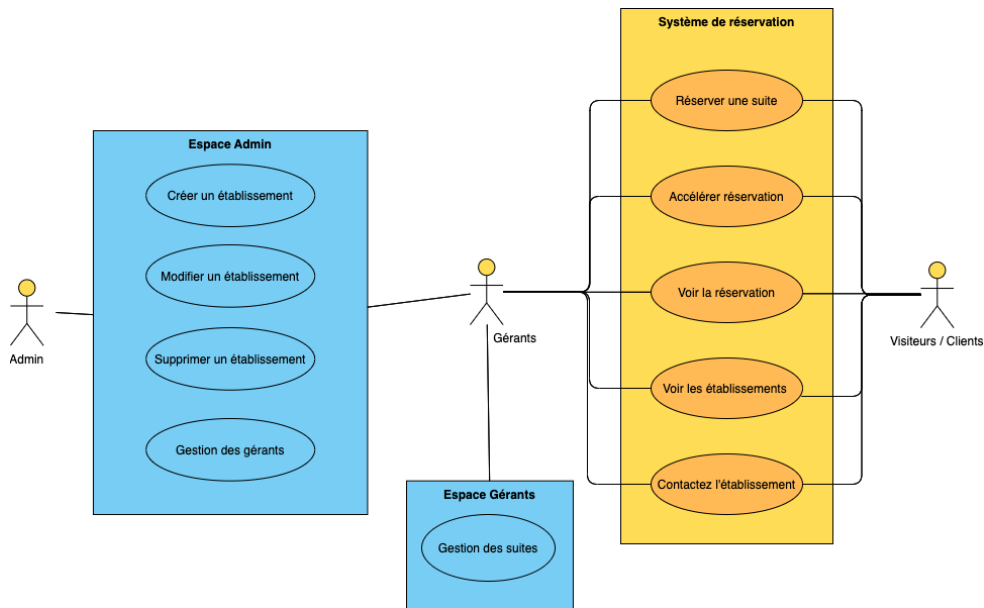 Système de réservation
Réserver une suite
Espace Admin
Créer un établissement
Accélérer réservation
Modifier un établissement
Voir la réservation
Gérants
Visiteurs / Clients
Admin
Supprimer un établissement
Voir les établissements
Gestion des gérants
Contactez l'établissement
Espace Gérants
Gestion des suites